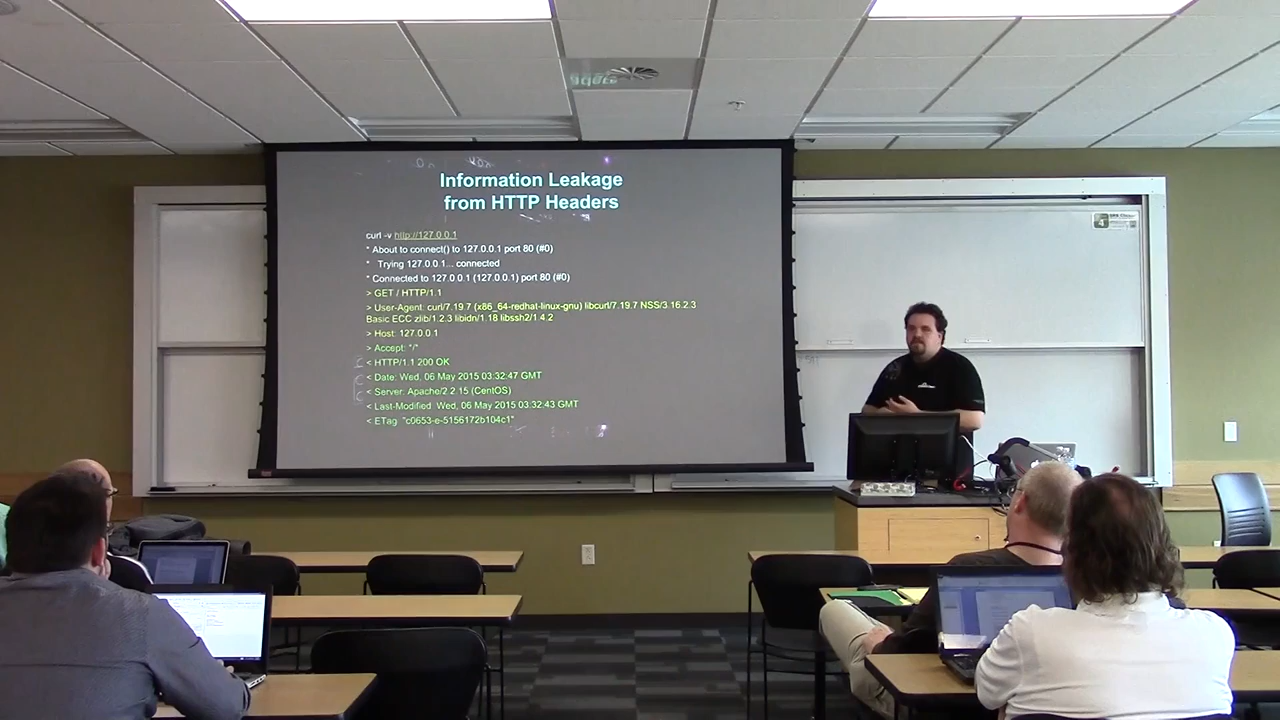 Information Leakage
from HTTP Headers
curl -v http://127.0.0.1
* About to connect() to 127.0.0.1 port 80 (#0)
* Trying 127.0.0.1... connected
* Connected to 127.0.0.1 (127.0.0.1) port 80 (#0)
> GET / HTTP/1.1
> User-Agent: curl/7.19.7 (x86_64-redhat-linux-gnu) libcurl/7.19.7 NSS/3.16.2.3
Basic ECC zlib/1.2.3 libidn/1.18 libssh2/1.4.2
> Host: 127.0.0.1
> Accept: */*
< HTTP/1.1 200 OK
< Date: Wed, 06 May 2015 03:32:47 GMT
< Server: Apache/2.2.15 (CentOS)
< Last-Modified: Wed, 06 May 2015 03:32:43 GMT
< ETag: "c0653-e-5156172b104c1"